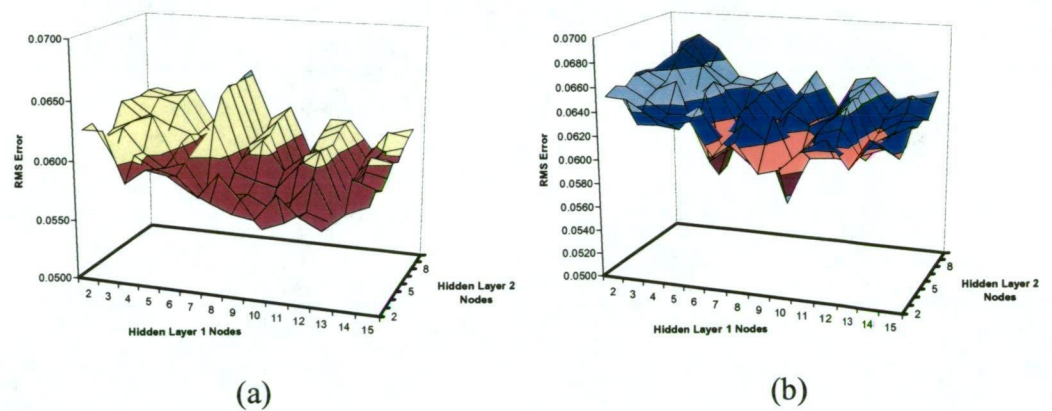 0.0700
0.0650
0.0600
0.0550
0.0500
RMS Error
2 3 4 5 6 7 8 9 10 11 12 13 14 15
Hidden Layer 1 Nodes
2
5
8
Hidden Layer 2
Nodes
(a)
0.0700
0.0680
0.0660
0.0640
0.0620
0.0600
0.0580
0.0560
0.0540
0.0520
0.0500
RMS Error
2 3 4 5 6 7 8 9 10 11 12 13 14 15
Hidden Layer 1 Nodes
2
5
8
Hidden Layer 2
Nodes
(b)